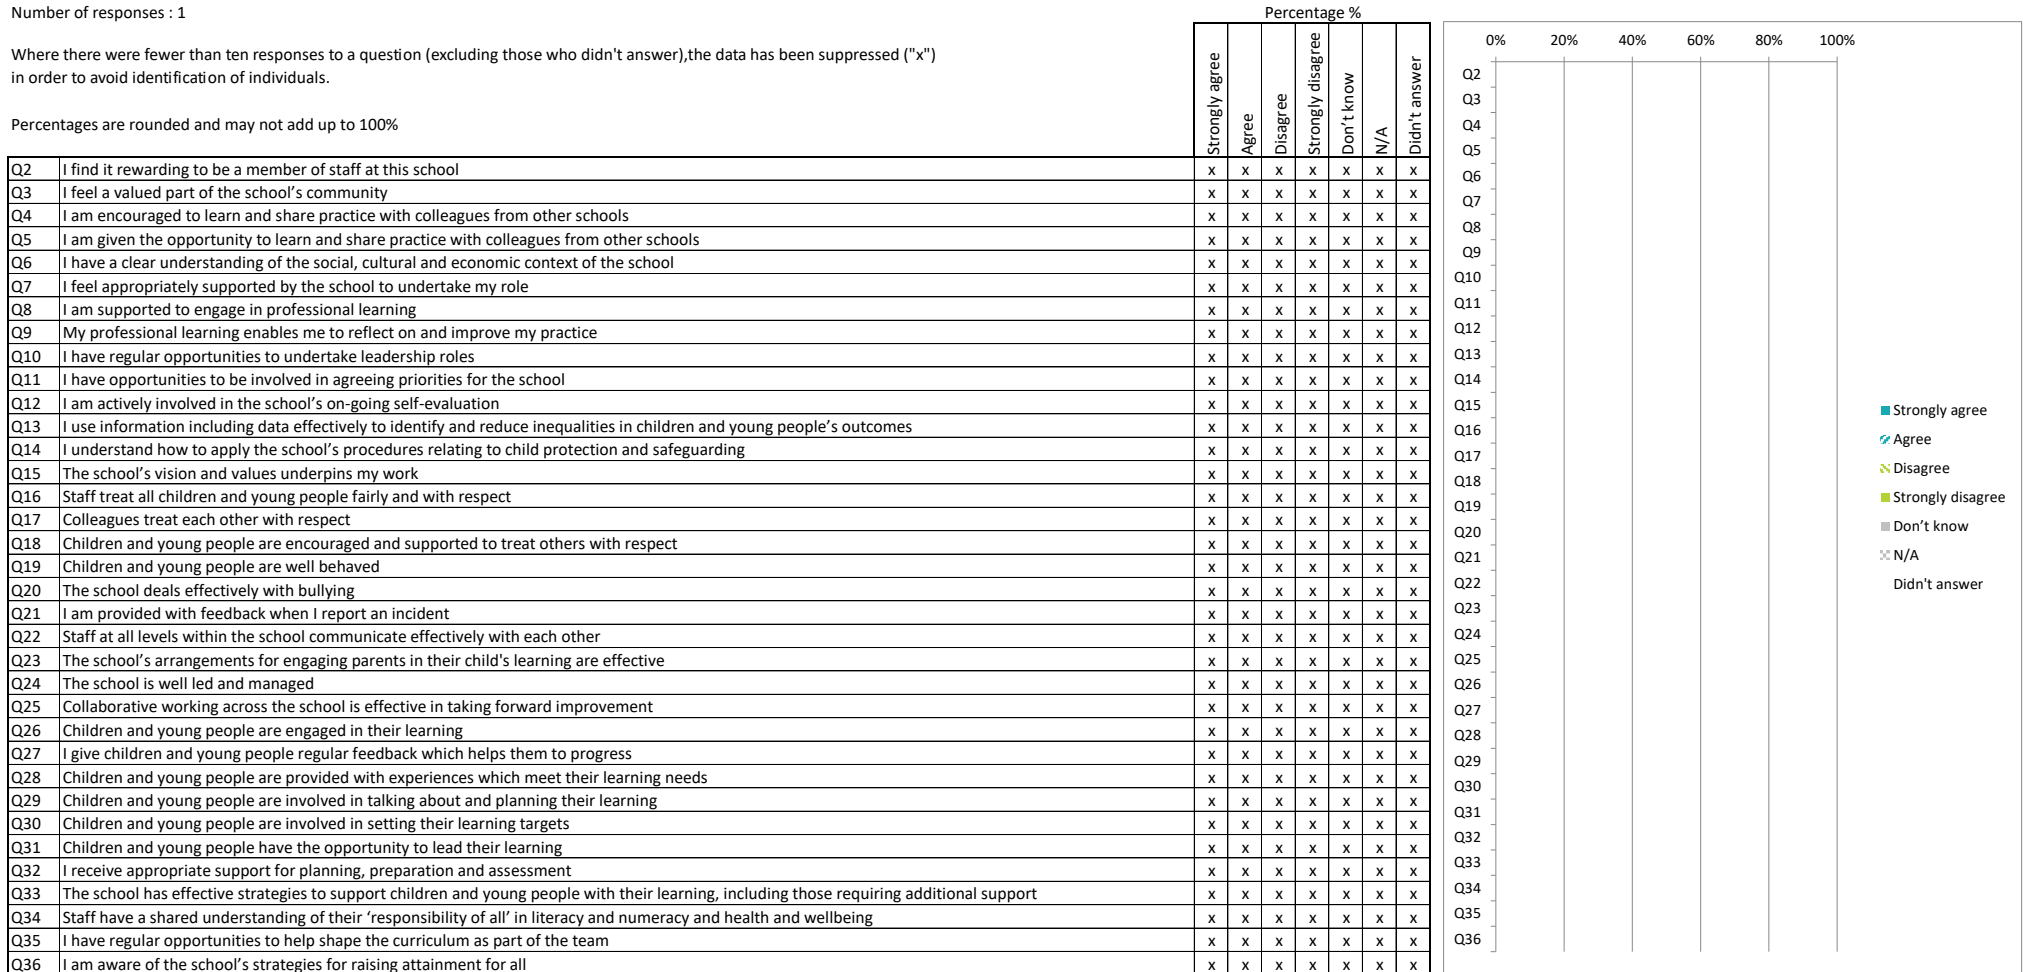 Number of responses : 1
Percentage %
Where there were fewer than ten responses to a question (excluding those who didn't answer),the data has been suppressed ("x")
in order to avoid identification of individuals.
Percentages are rounded and may not add up to 100%
Strongly agree
Agree
Disagree
Strongly disagree
Don't know
N/A
Didn't answer
Q2 I find it rewarding to be a member of staff at this school x x x x x x x
Q3 I feel a valued part of the school’s community x x x x x x x
Q4 I am encouraged to learn and share practice with colleagues from other schools x x x x x x x
Q5 I am given the opportunity to learn and share practice with colleagues from other schools x x x x x x x
Q6 I have a clear understanding of the social, cultural and economic context of the school x x x x x x x
Q7 I feel appropriately supported by the school to undertake my role x x x x x x x
Q8 I am supported to engage in professional learning x x x x x x x
Q9 My professional learning enables me to reflect on and improve my practice x x x x x x x
Q10 I have regular opportunities to undertake leadership roles x x x x x x x
Q11 I have opportunities to be involved in agreeing priorities for the school x x x x x x x
Q12 I am actively involved in the school’s on-going self-evaluation x x x x x x x
Q13 I use information including data effectively to identify and reduce inequalities in children and young people’s outcomes x x x x x x x
Q14 I understand how to apply the school’s procedures relating to child protection and safeguarding x x x x x x x
Q15 The school’s vision and values underpins my work x x x x x x x
Q16 Staff treat all children and young people fairly and with respect x x x x x x x
Q17 Colleagues treat each other with respect x x x x x x x
Q18 Children and young people are encouraged and supported to treat others with respect x x x x x x x
Q19 Children and young people are well behaved x x x x x x x
Q20 The school deals effectively with bullying x x x x x x x
Q21 I am provided with feedback when I report an incident x x x x x x x
Q22 Staff at all levels within the school communicate effectively with each other x x x x x x x
Q23 The school’s arrangements for engaging parents in their child's learning are effective x x x x x x x
Q24 The school is well led and managed x x x x x x x
Q25 Collaborative working across the school is effective in taking forward improvement x x x x x x x
Q26 Children and young people are engaged in their learning x x x x x x x
Q27 I give children and young people regular feedback which helps them to progress x x x x x x x
Q28 Children and young people are provided with experiences which meet their learning needs x x x x x x x
Q29 Children and young people are involved in talking about and planning their learning x x x x x x x
Q30 Children and young people are involved in setting their learning targets x x x x x x x
Q31 Children and young people have the opportunity to lead their learning x x x x x x x
Q32 I receive appropriate support for planning, preparation and assessment x x x x x x x
Q33 The school has effective strategies to support children and young people with their learning, including those requiring additional support x x x x x x x
Q34 Staff have a shared understanding of their ‘responsibility of all’ in literacy and numeracy and health and wellbeing x x x x x x x
Q35 I have regular opportunities to help shape the curriculum as part of the team x x x x x x x
Q36 I am aware of the school’s strategies for raising attainment for all x x x x x x x
0% 20% 40% 60% 80% 100%
Q2
Q3
Q4
Q5
Q6
Q7
Q8
Q9
Q10
Q11
Q12
Q13
Q14
Q15
Q16
Q17
Q18
Q19
Q20
Q21
Q22
Q23
Q24
Q25
Q26
Q27
Q28
Q29
Q30
Q31
Q32
Q33
Q34
Q35
Q36
Strongly agree
Agree
Disagree
Strongly disagree
Don’t know
N/A
Didn't answer